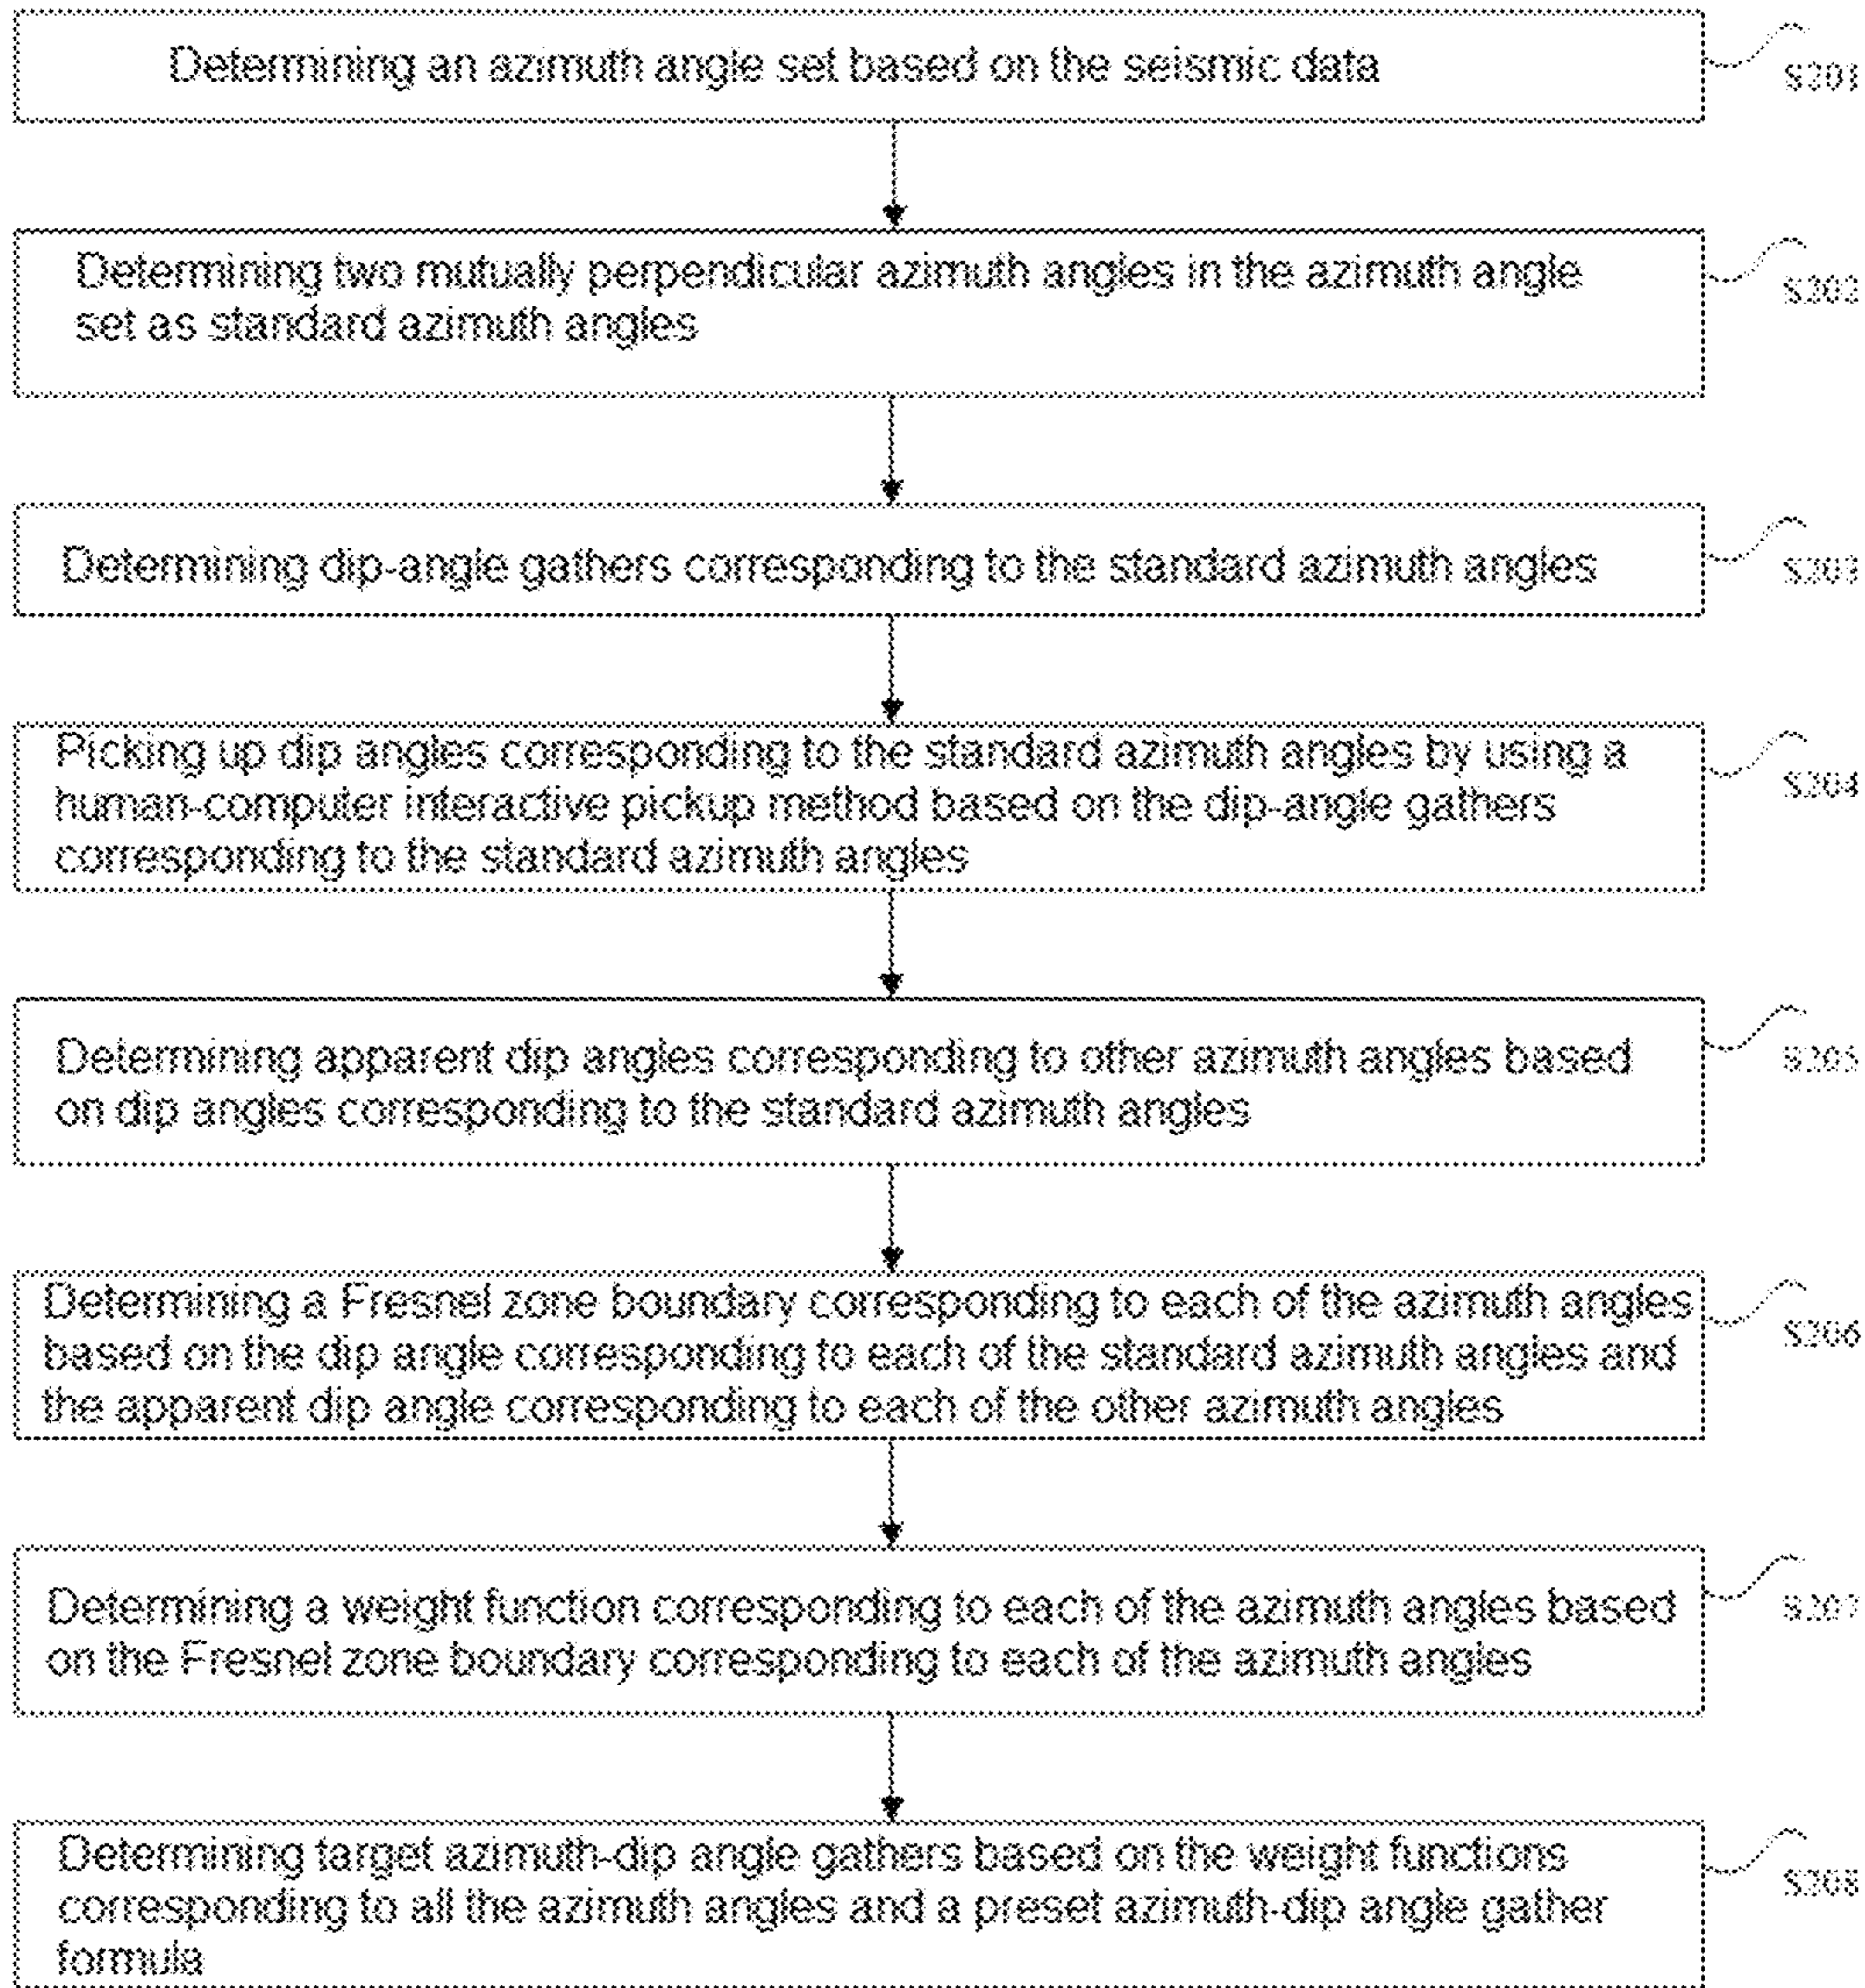 Determining an azimuth angle set based on the seismic data
S201
Determining two mutually perpendicular azimuth angles in the azimuth angle
set as standard azimuth angles
S202
Determining dip-angle gathers corresponding to the standard azimuth angles
S203
Picking up dip angles corresponding to the standard azimuth angles by using a
human-computer interactive pickup method based on the dip-angle gathers
corresponding to the standard azimuth angles
S204
Determining apparent dip angles corresponding to other azimuth angles based
on dip angles corresponding to the standard azimuth angles
S205
Determining a Fresnel zone boundary corresponding to each of the azimuth angles
based on the dip angle corresponding to each of the standard azimuth angles and
the apparent dip angle corresponding to each of the other azimuth angles
S206
Determining a weight function corresponding to each of the azimuth angles based
on the Fresnel zone boundary corresponding to each of the azimuth angles
S207
Determining target azimuth-dip angle gathers based on the weight functions
corresponding to all the azimuth angles and a preset azimuth-dip angle gather
formula
S208